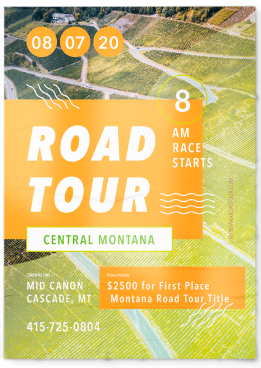 08 07 20
8
AM
RACE
STARTS
ROAD
TOUR
CENTRAL MONTANA
MID CANON
CASCADE, MT
$2500 for First Place
Montana Road Tour Title
415-725-0804